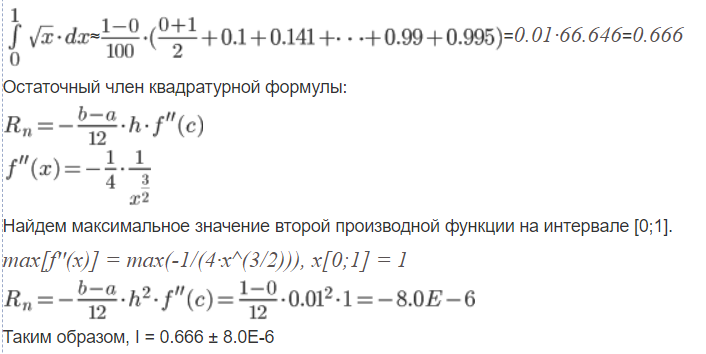 1
∫ √x·dx≈(1−0)/100·((0+1)/2+0.1+0.141+···+0.99+0.995)=0.01·66.646=0.666
0
Остаточный член квадратурной формулы:
Rₙ=−(b−a)/12·h·f″(c)
f″(x)=−1/4·1/x^(3/2)
Найдем максимальное значение второй производной функции на интервале [0;1].
max[f''(x)] = max(-1/(4·x^(3/2))), x[0;1] = 1
Rₙ=−(b−a)/12·h²·f″(c)=(1−0)/12·0.01²·1=−8.0E−6
Таким образом, I = 0.666 ± 8.0E-6